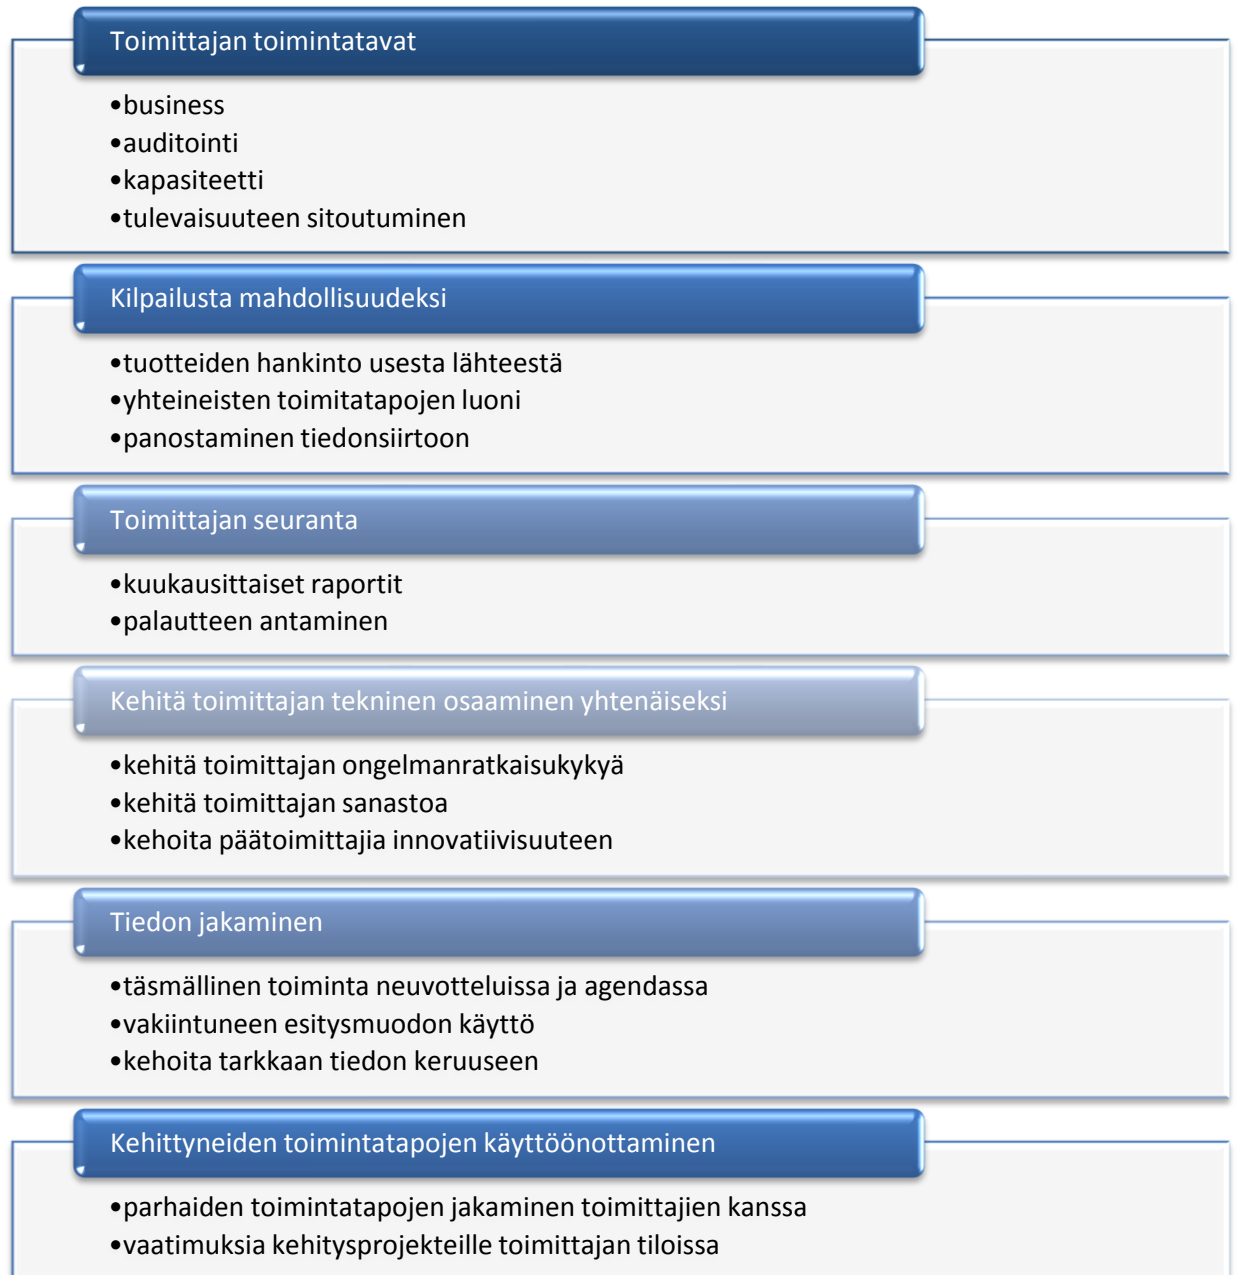 Toimittajan toimintatavat
•business
•auditointi
•kapasiteetti
•tulevaisuuteen sitoutuminen
Kilpailusta mahdollisuudeksi
•tuotteiden hankinto usesta lähteestä
•yhteineisten toimitatapojen luoni
•panostaminen tiedonsiirtoon
Toimittajan seuranta
•kuukausittaiset raportit
•palautteen antaminen
Kehitä toimittajan tekninen osaaminen yhtenäiseksi
•kehitä toimittajan ongelmanratkaisukykyä
•kehitä toimittajan sanastoa
•kehoita päätoimittajia innovatiivisuuteen
Tiedon jakaminen
•täsmällinen toiminta neuvotteluissa ja agendassa
•vakiintuneen esitysmuodon käyttö
•kehoita tarkkaan tiedon keruuseen
Kehittyneiden toimintatapojen käyttöönottaminen
•parhaiden toimintatapojen jakaminen toimittajien kanssa
•vaatimuksia kehitysprojekteille toimittajan tiloissa